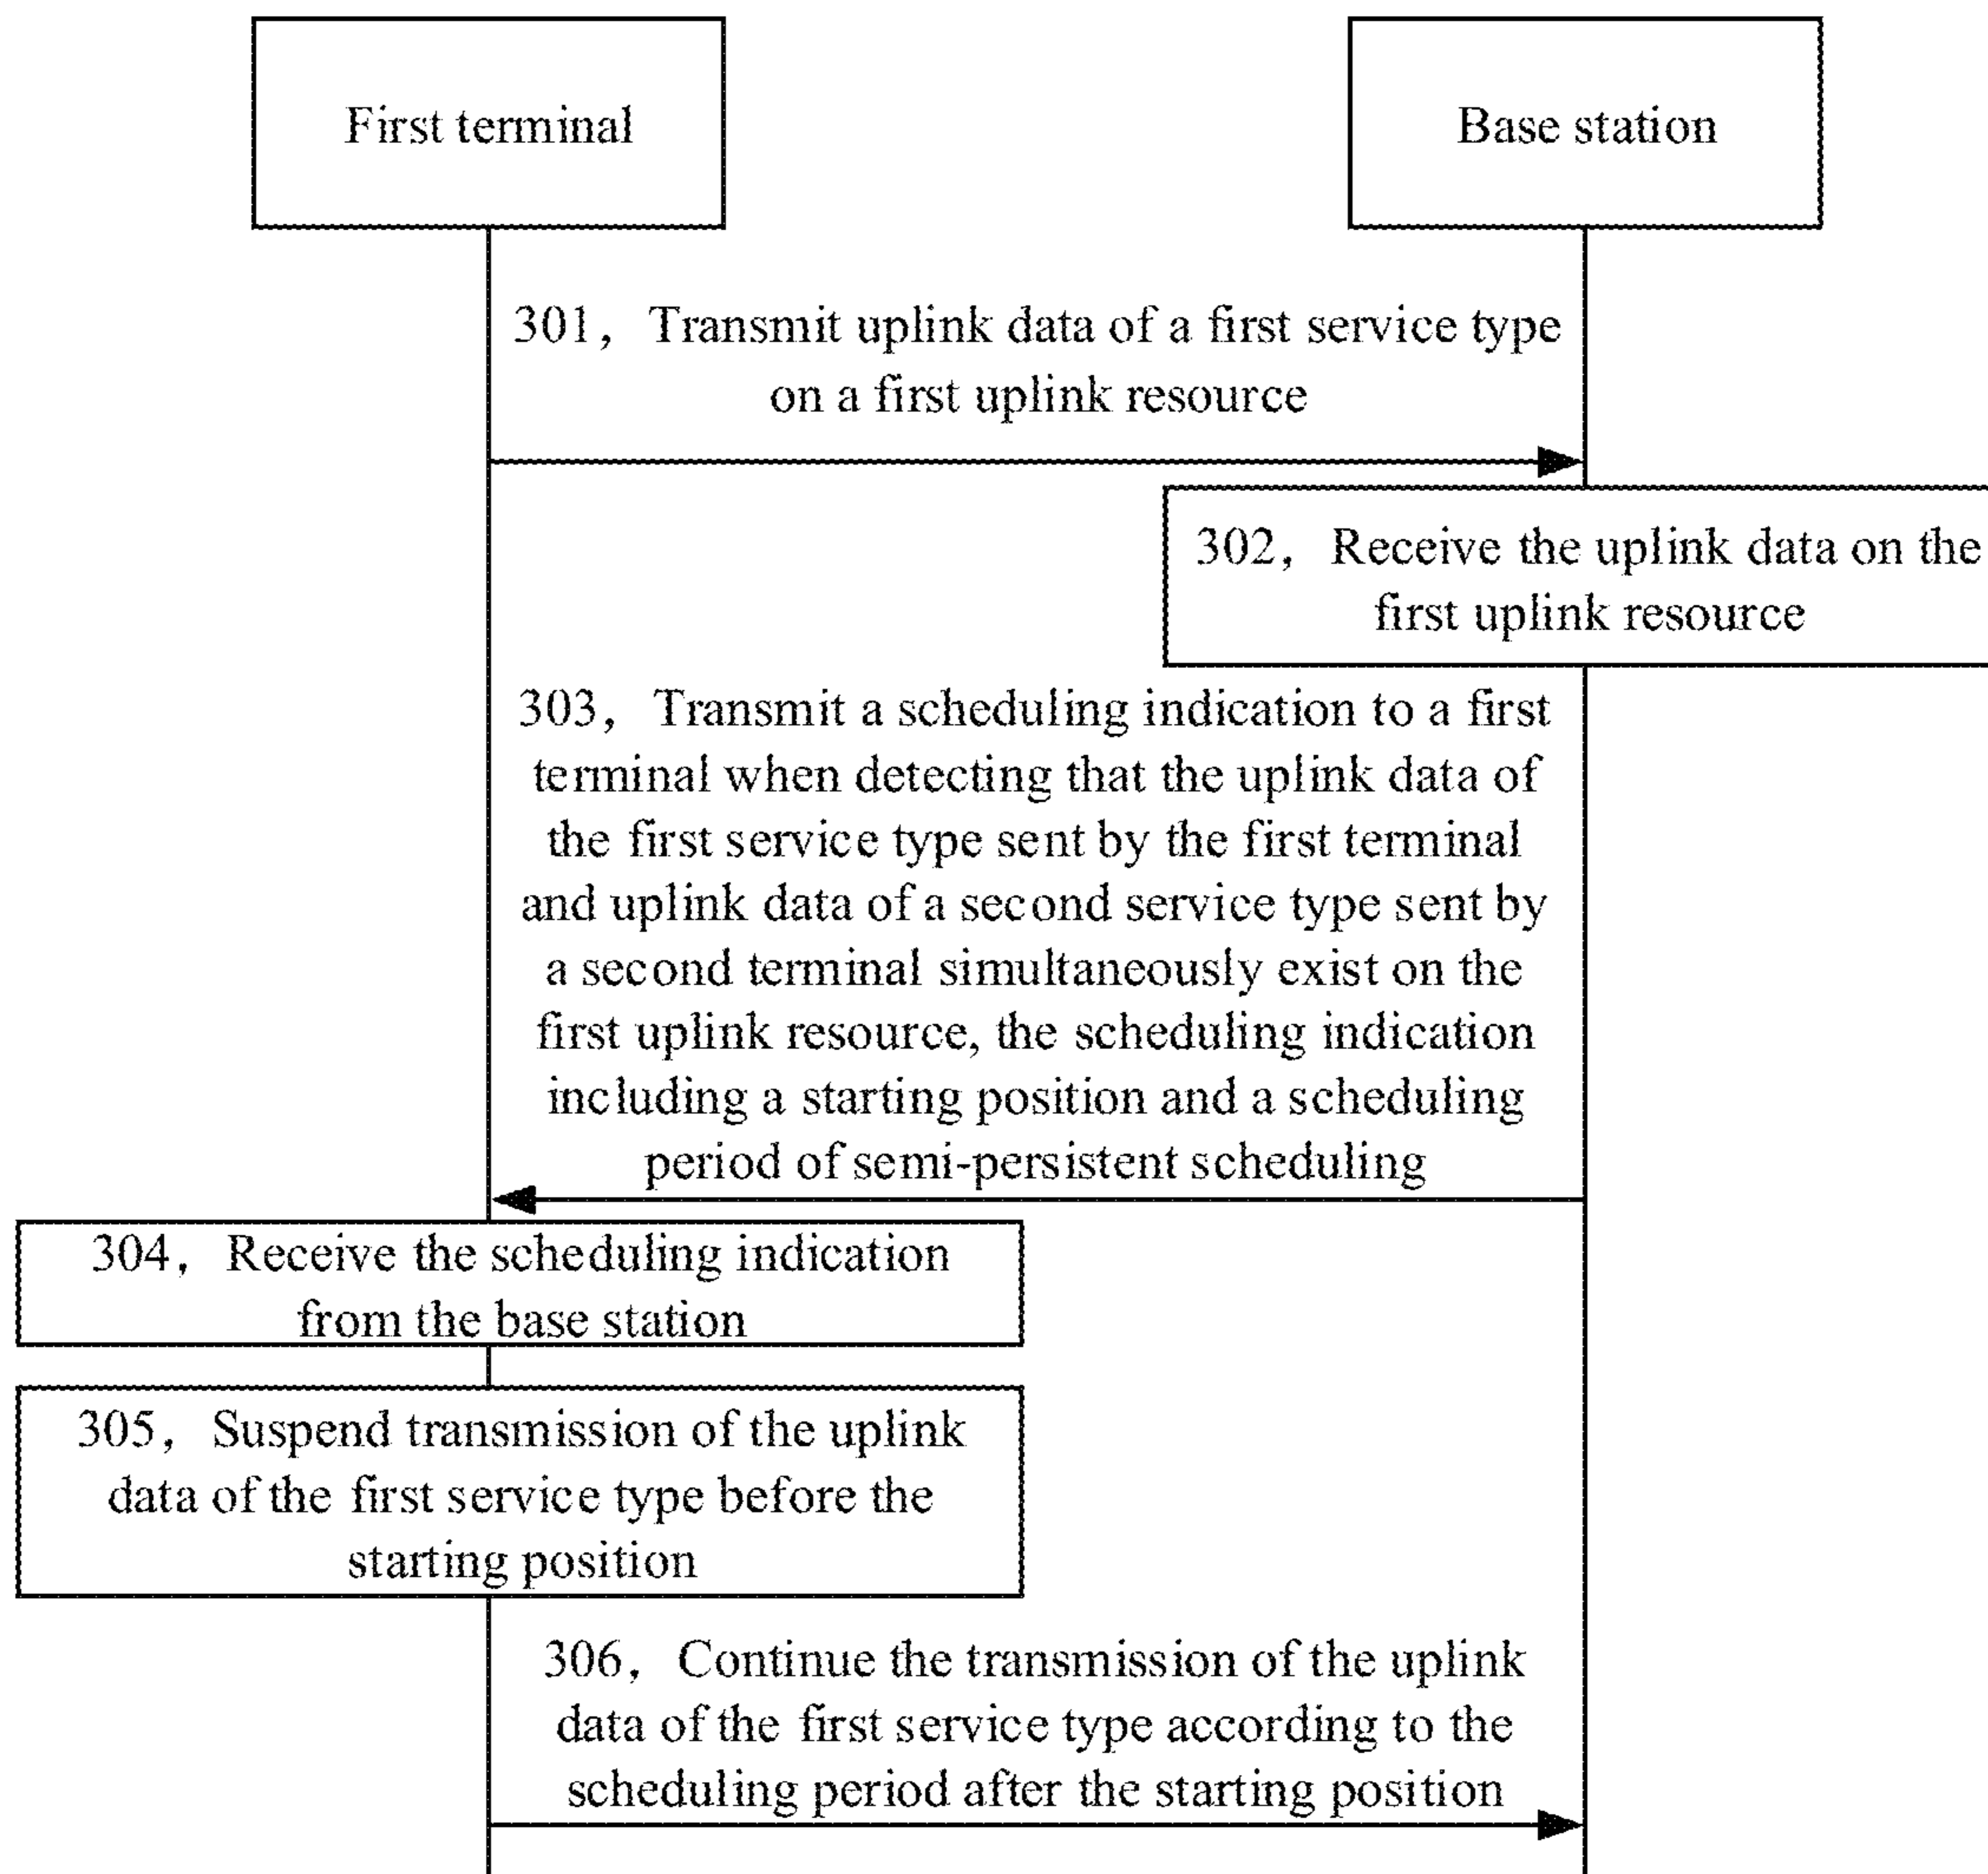 First terminal
Base station
301, Transmit uplink data of a first service type
on a first uplink resource
302, Receive the uplink data on the
first uplink resource
303, Transmit a scheduling indication to a first
terminal when detecting that the uplink data of
the first service type sent by the first terminal
and uplink data of a second service type sent by
a second terminal simultaneously exist on the
first uplink resource, the scheduling indication
including a starting position and a scheduling
period of semi-persistent scheduling
304, Receive the scheduling indication
from the base station
305, Suspend transmission of the uplink
data of the first service type before the
starting position
306, Continue the transmission of the uplink
data of the first service type according to the
scheduling period after the starting position